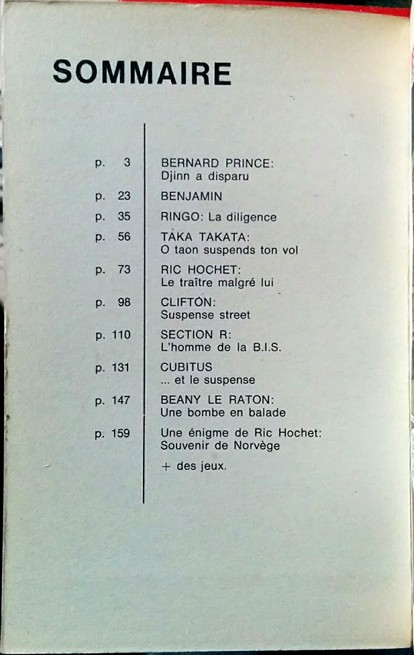 SOMMAIRE
p. 3 BERNARD PRINCE:
Djinn a disparu
p. 23 BENJAMIN
p. 35 RINGO: La diligence
p. 56 TAKA TAKATA:
O taon suspends ton vol
p. 73 RIC HOCHET:
Le traître malgré lui
p. 98 CLIFTON:
Suspense street
p. 110 SECTION R:
L'homme de la B.I.S.
p. 131 CUBITUS
... et le suspense
p. 147 BEANY LE RATON:
Une bombe en balade
p. 159 Une énigme de Ric Hochet:
Souvenir de Norvège
+ des jeux.